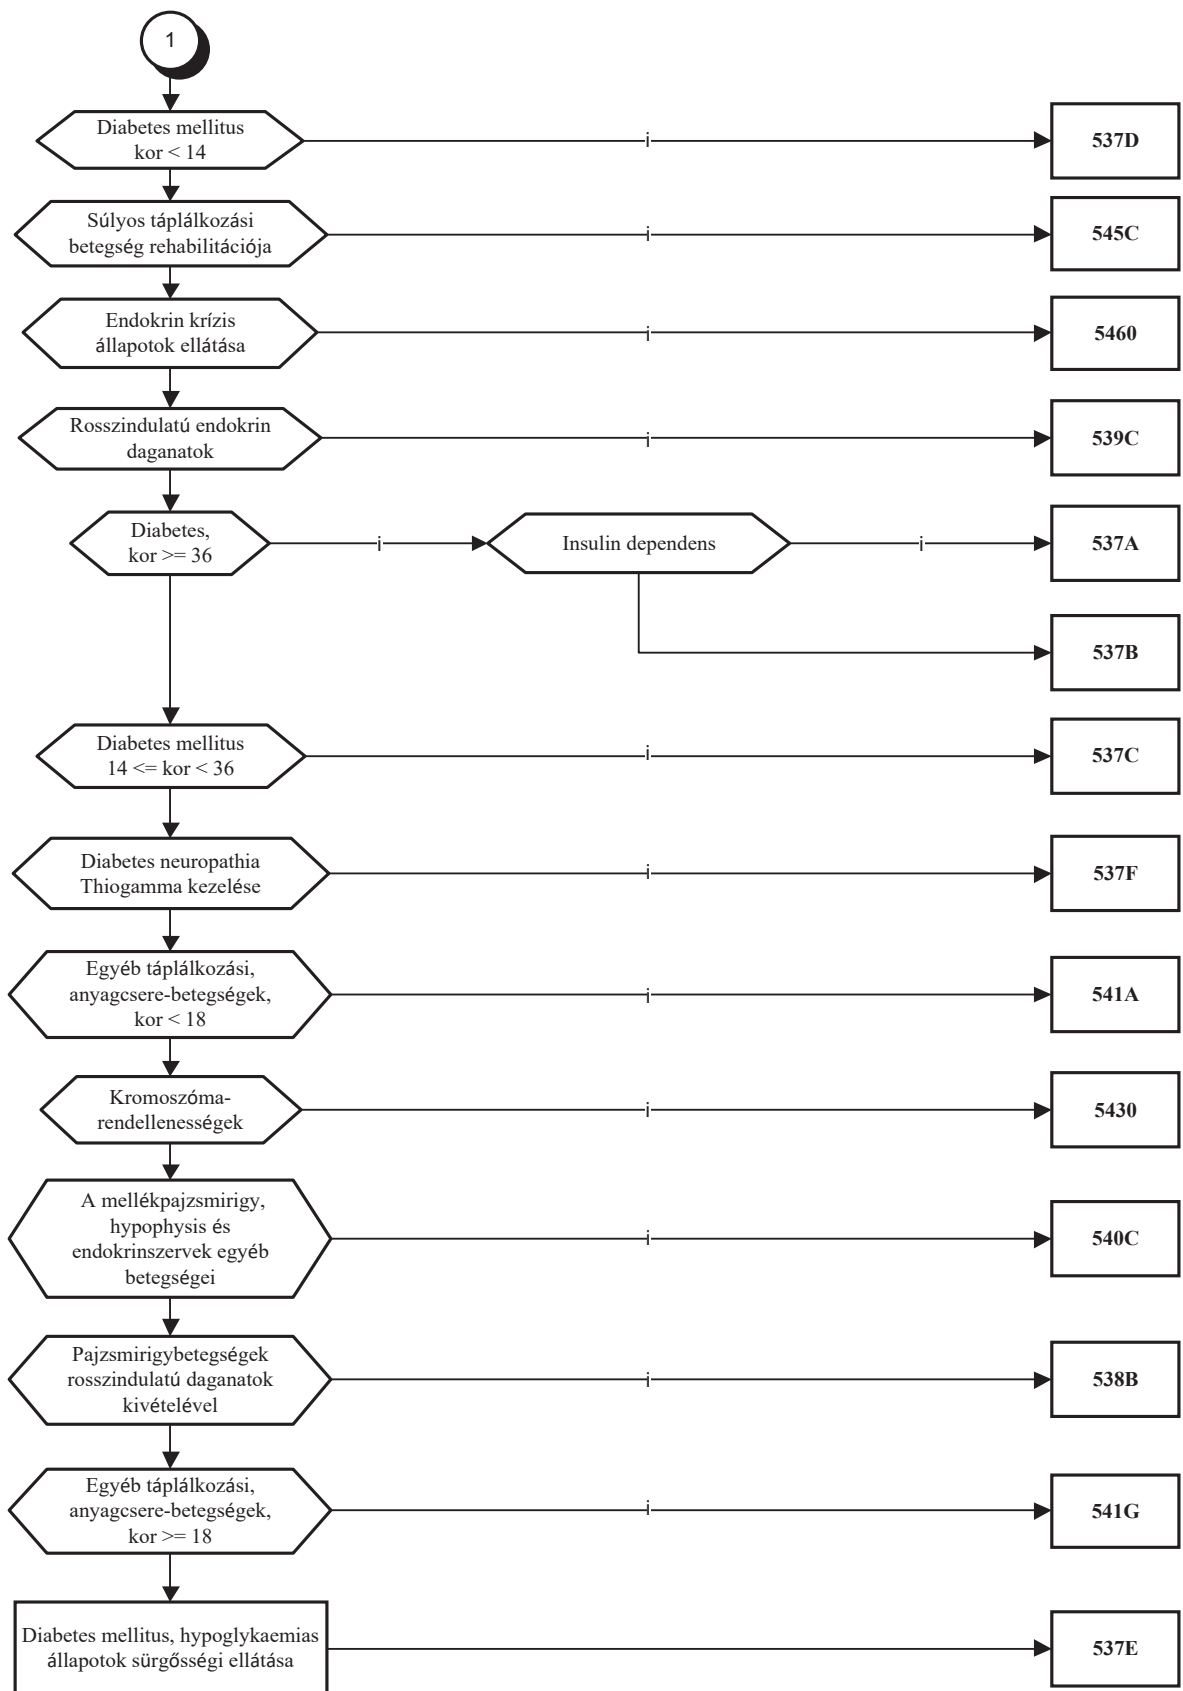 1
Diabetes mellitus
kor < 14
i
537D
Súlyos táplálkozási
betegség rehabilitációja
i
545C
Endokrin krízis
állapotok ellátása
i
5460
Rosszindulatú endokrin
daganatok
i
539C
Diabetes,
kor >= 36
i
Insulin dependens
i
537A
537B
Diabetes mellitus
14 <= kor < 36
i
537C
Diabetes neuropathia
Thiogamma kezelése
i
537F
Egyéb táplálkozási,
anyagcsere-betegségek,
kor < 18
i
541A
Kromoszóma-
rendellenességek
i
5430
A mellékpajzsmirigy,
hypophysis és
endokrinszervek egyéb
betegségei
i
540C
Pajzsmirigybetegségek
rosszindulatú daganatok
kivételével
i
538B
Egyéb táplálkozási,
anyagcsere-betegségek,
kor >= 18
i
541G
Diabetes mellitus, hypoglykaemias
állapotok sürgősségi ellátása
537E